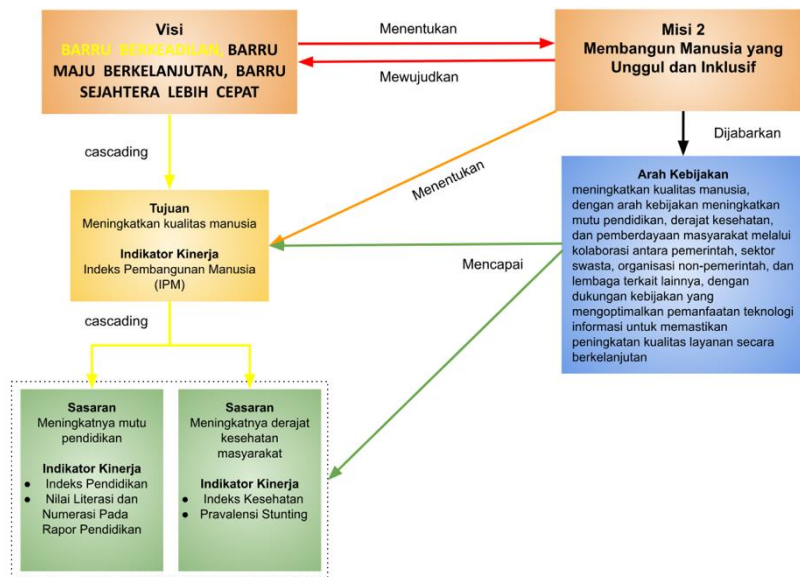 Visi
BARRU BERKEADILAN, BARRU
MAJU BERKELANJUTAN, BARRU
SEJAHTERA LEBIH CEPAT
Menentukan
Mewujudkan
Misi 2
Membangun Manusia yang
Unggul dan Inklusif
cascading
Menentukan
Dijabarkan
Tujuan
Meningkatkan kualitas manusia
Indikator Kinerja
Indeks Pembangunan Manusia
(IPM)
Mencapai
Arah Kebijakan
meningkatkan kualitas manusia,
dengan arah kebijakan meningkatkan
mutu pendidikan, derajat kesehatan,
dan pemberdayaan masyarakat melalui
kolaborasi antara pemerintah, sektor
swasta, organisasi non-pemerintah, dan
lembaga terkait lainnya, dengan
dukungan kebijakan yang
mengoptimalkan pemanfaatan teknologi
informasi untuk memastikan
peningkatan kualitas layanan secara
berkelanjutan
cascading
Sasaran
Meningkatnya mutu
pendidikan
Indikator Kinerja
● Indeks Pendidikan
● Nilai Literasi dan
Numerasi Pada
Rapor Pendidikan
Sasaran
Meningkatnya derajat
kesehatan
masyarakat
Indikator Kinerja
● Indeks Kesehatan
● Pravalensi Stunting